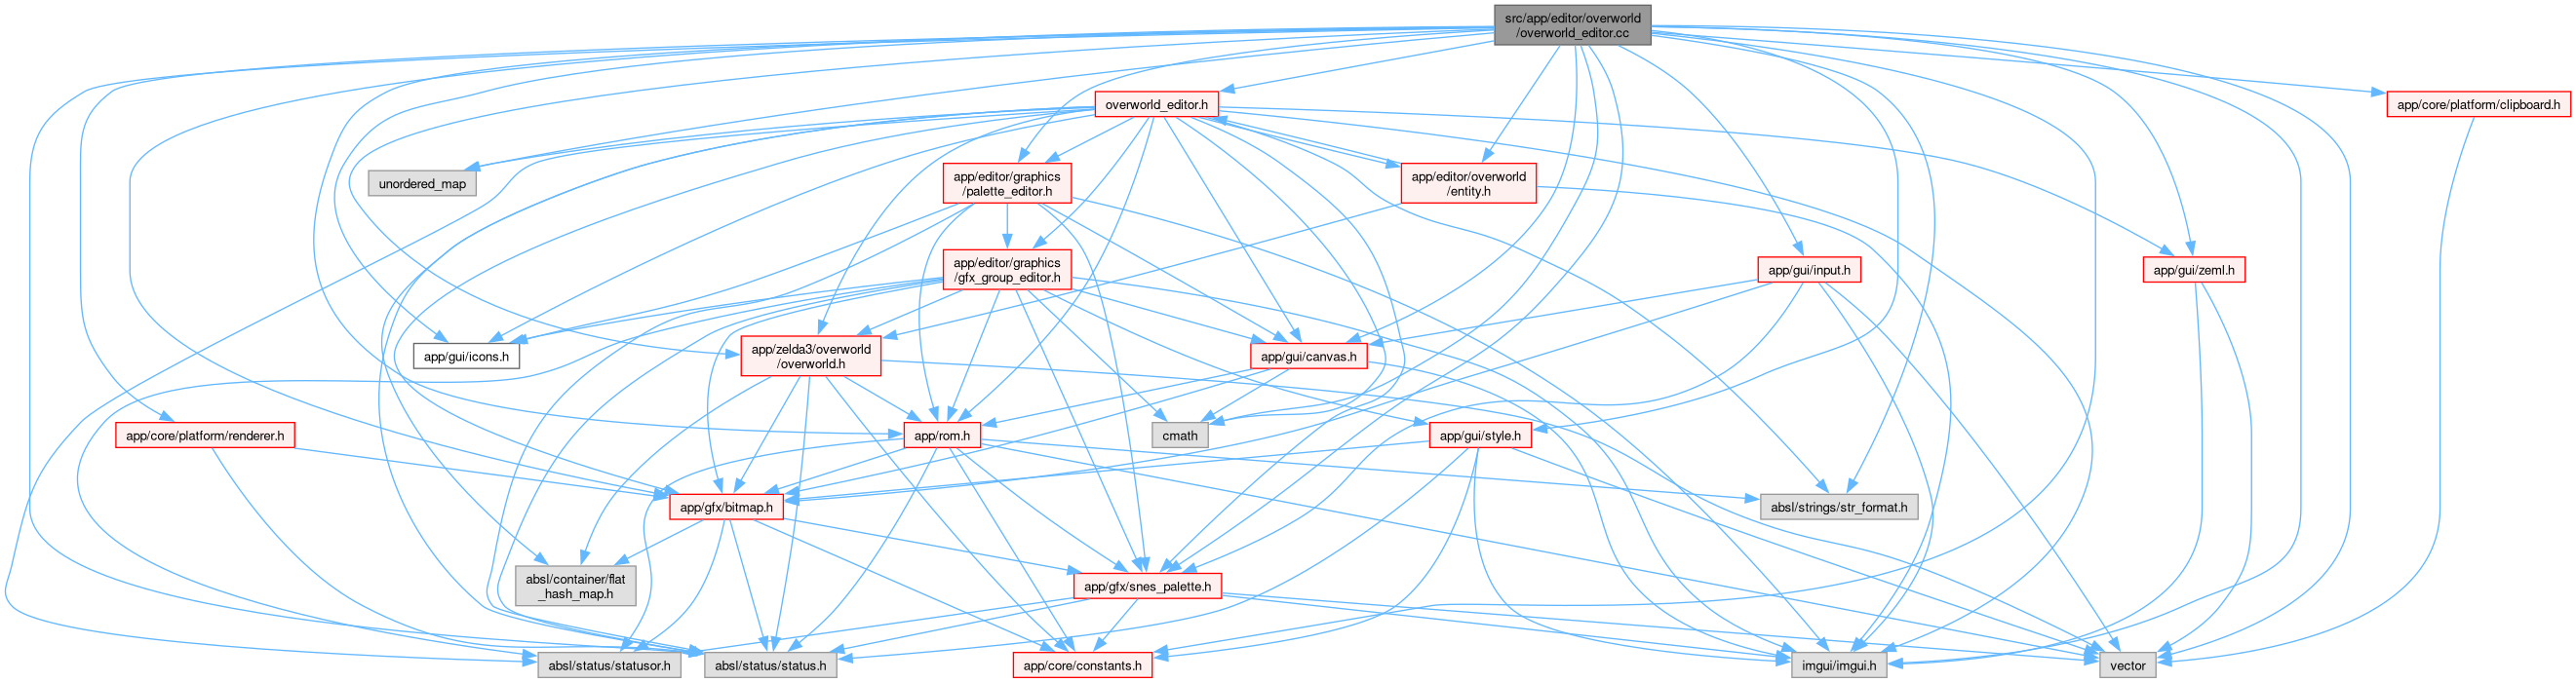 src/app/editor/overworld
/overworld_editor.cc
overworld_editor.h
app/core/platform/clipboard.h
unordered_map
app/editor/graphics
/palette_editor.h
app/editor/overworld
/entity.h
app/editor/graphics
/gfx_group_editor.h
app/gui/input.h
app/gui/zeml.h
app/gui/icons.h
app/zelda3/overworld
/overworld.h
app/gui/canvas.h
app/core/platform/renderer.h
app/rom.h
cmath
app/gui/style.h
app/gfx/bitmap.h
absl/strings/str_format.h
absl/container/flat
_hash_map.h
app/gfx/snes_palette.h
absl/status/statusor.h
absl/status/status.h
app/core/constants.h
imgui/imgui.h
vector